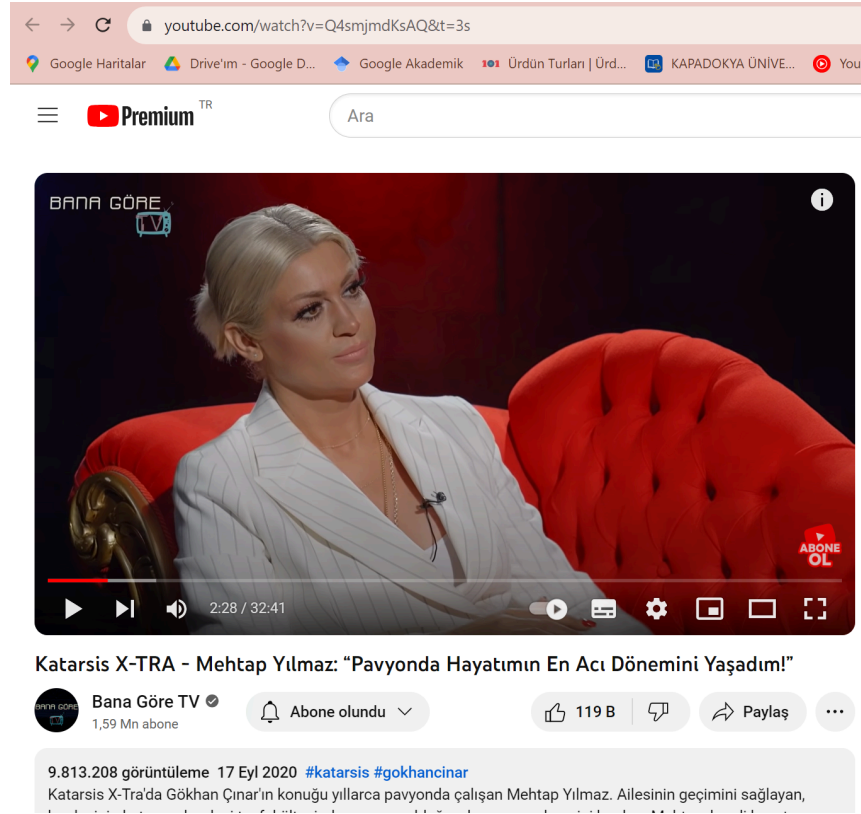 youtube.com/watch?v=Q4smjmdKsAQ&t=3s
Google Haritalar Drive'ım - Google D... Google Akademik 101 Ürdün Turları | Ürd... KAPADOKYA ÜNİVE... You
Premium TR
Ara
BANA GÖRE
TV
i
ABONE
OL
2:28 / 32:41
Katarsis X-TRA - Mehtap Yılmaz: “Pavyonda Hayatımın En Acı Dönemini Yaşadım!”
BANA GÖRE
Bana Göre TV
1,59 Mn abone
Abone olundu
119 B
Paylaş
9.813.208 görüntüleme 17 Eyl 2020 #katarsis #gokhancinar
Katarsis X-Tra'da Gökhan Çınar'ın konuğu yıllarca pavyonda çalışan Mehtap Yılmaz. Ailesinin geçimini sağlayan,